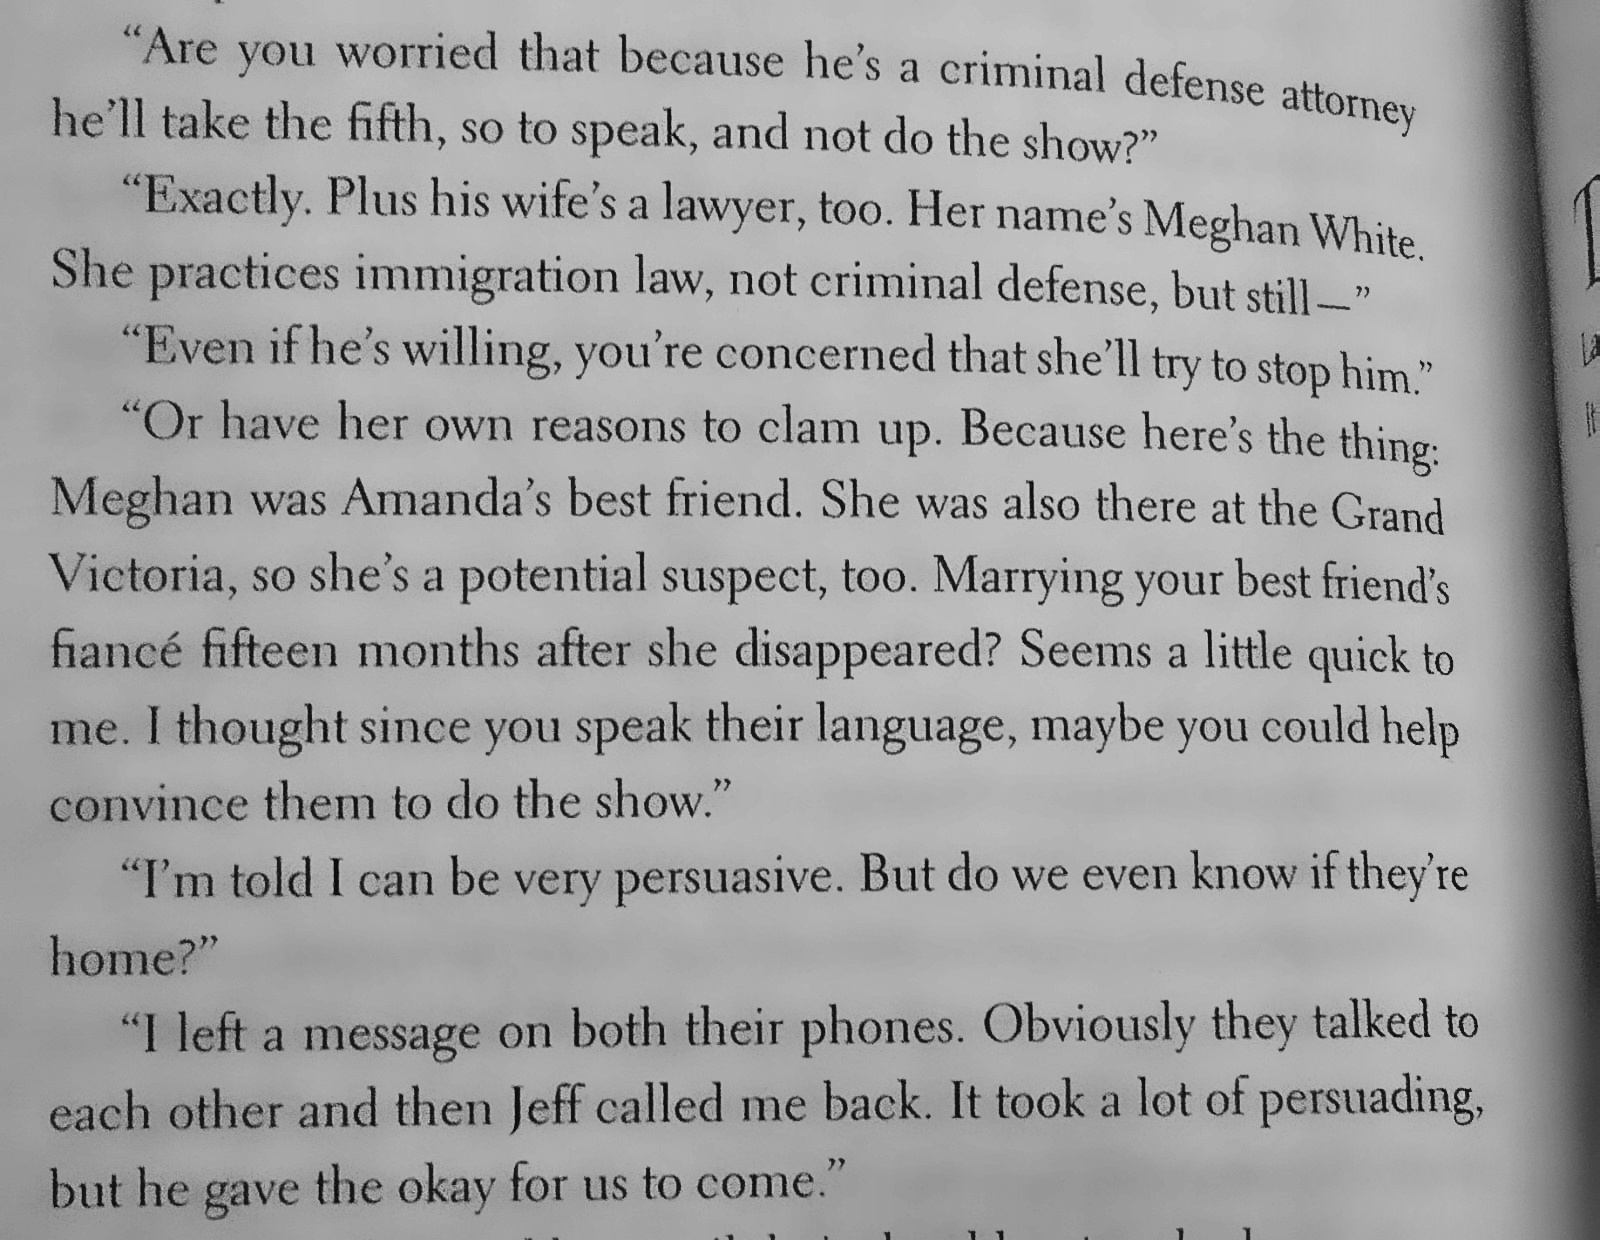 “Are you worried that because he’s a criminal defense attorney
he’ll take the fifth, so to speak, and not do the show?”
“Exactly. Plus his wife’s a lawyer, too. Her name’s Meghan White.
She practices immigration law, not criminal defense, but still—”
“Even if he’s willing, you’re concerned that she’ll try to stop him.”
“Or have her own reasons to clam up. Because here’s the thing:
Meghan was Amanda’s best friend. She was also there at the Grand
Victoria, so she’s a potential suspect, too. Marrying your best friend’s
fiancé fifteen months after she disappeared? Seems a little quick to
me. I thought since you speak their language, maybe you could help
convince them to do the show.”
“I’m told I can be very persuasive. But do we even know if they’re
home?”
“I left a message on both their phones. Obviously they talked to
each other and then Jeff called me back. It took a lot of persuading,
but he gave the okay for us to come.”